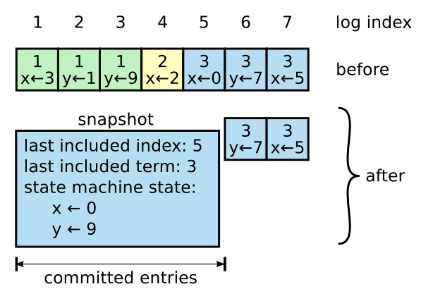 1 2 3 4 5 6 7 log index
1 1 1 2 3 3 3
x←3 y←1 y←9 x←2 x←0 y←7 x←5
before
snapshot
3 3
y←7 x←5
last included index: 5
last included term: 3
state machine state:
x ← 0
y ← 9
after
committed entries